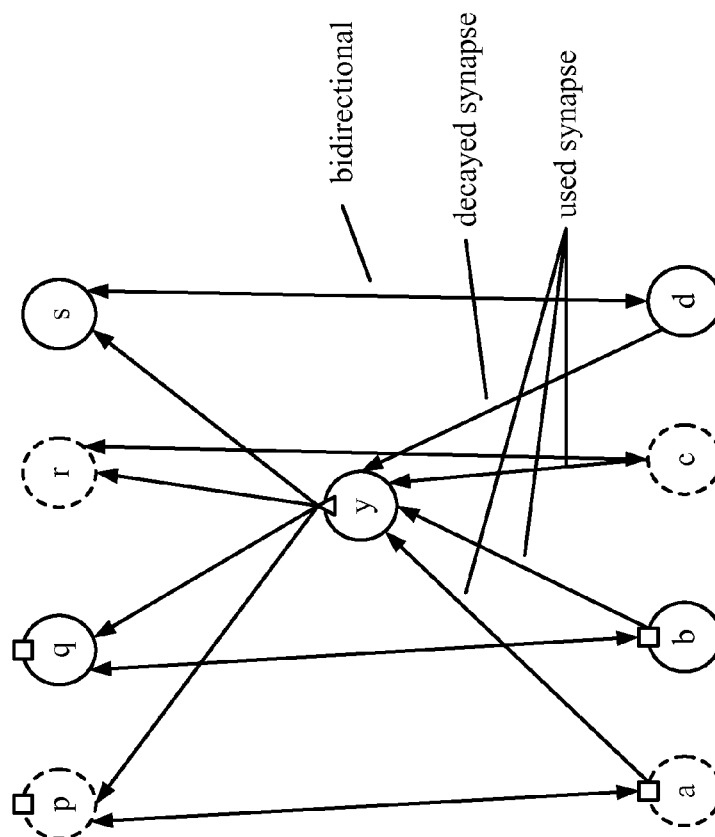 p
q
r
s
y
a
b
c
d
bidirectional
decayed synapse
used synapse